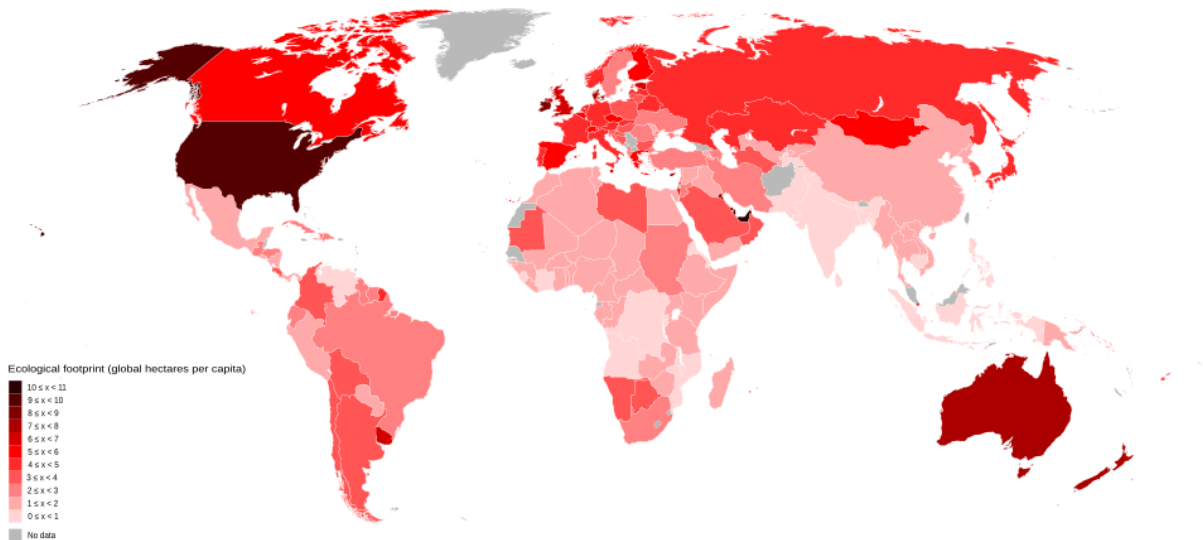 Ecological footprint (global hectares per capita)
10 ≤ x < 11
9 ≤ x < 10
8 ≤ x < 9
7 ≤ x < 8
6 ≤ x < 7
5 ≤ x < 6
4 ≤ x < 5
3 ≤ x < 4
2 ≤ x < 3
1 ≤ x < 2
0 ≤ x < 1
No data